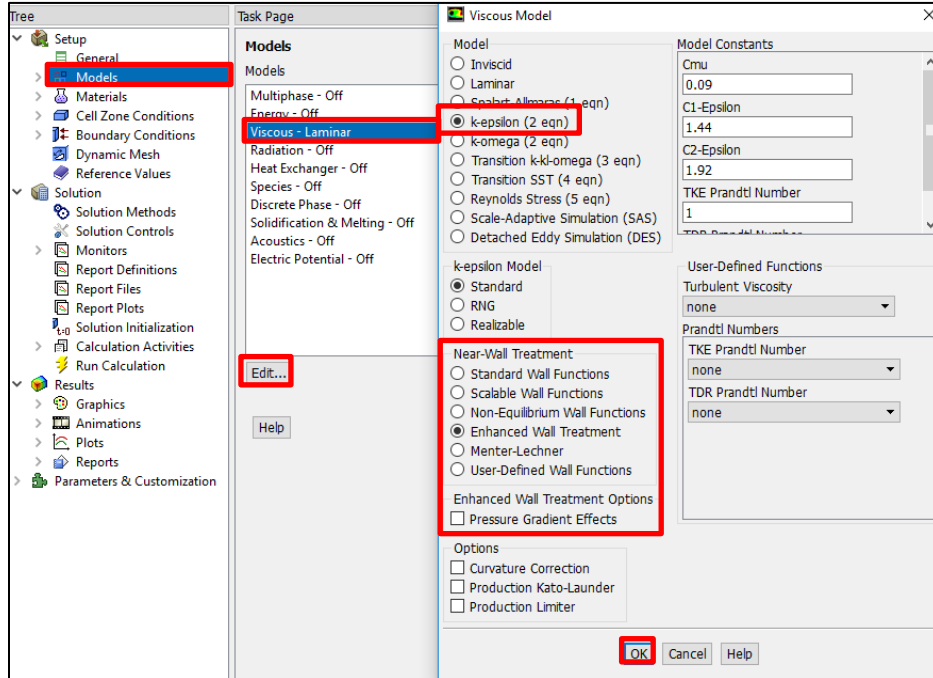 Tree
Setup
General
Models
Materials
Cell Zone Conditions
Boundary Conditions
Dynamic Mesh
Reference Values
Solution
Solution Methods
Solution Controls
Monitors
Report Definitions
Report Files
Report Plots
t=0 Solution Initialization
Calculation Activities
Run Calculation
Results
Graphics
Animations
Plots
Reports
Parameters & Customization
Task Page
Models
Models
Multiphase - Off
Energy - Off
Viscous - Laminar
Radiation - Off
Heat Exchanger - Off
Species - Off
Discrete Phase - Off
Solidification & Melting - Off
Acoustics - Off
Electric Potential - Off
Edit...
Help
Viscous Model
Model
Inviscid
Laminar
Spalart-Allmaras (1 eqn)
k-epsilon (2 eqn)
k-omega (2 eqn)
Transition k-kl-omega (3 eqn)
Transition SST (4 eqn)
Reynolds Stress (5 eqn)
Scale-Adaptive Simulation (SAS)
Detached Eddy Simulation (DES)
k-epsilon Model
Standard
RNG
Realizable
Near-Wall Treatment
Standard Wall Functions
Scalable Wall Functions
Non-Equilibrium Wall Functions
Enhanced Wall Treatment
Menter-Lechner
User-Defined Wall Functions
Enhanced Wall Treatment Options
Pressure Gradient Effects
Options
Curvature Correction
Production Kato-Launder
Production Limiter
Model Constants
Cmu
0.09
C1-Epsilon
1.44
C2-Epsilon
1.92
TKE Prandtl Number
1
TDR Prandtl Number
User-Defined Functions
Turbulent Viscosity
none
Prandtl Numbers
TKE Prandtl Number
none
TDR Prandtl Number
none
OK Cancel Help